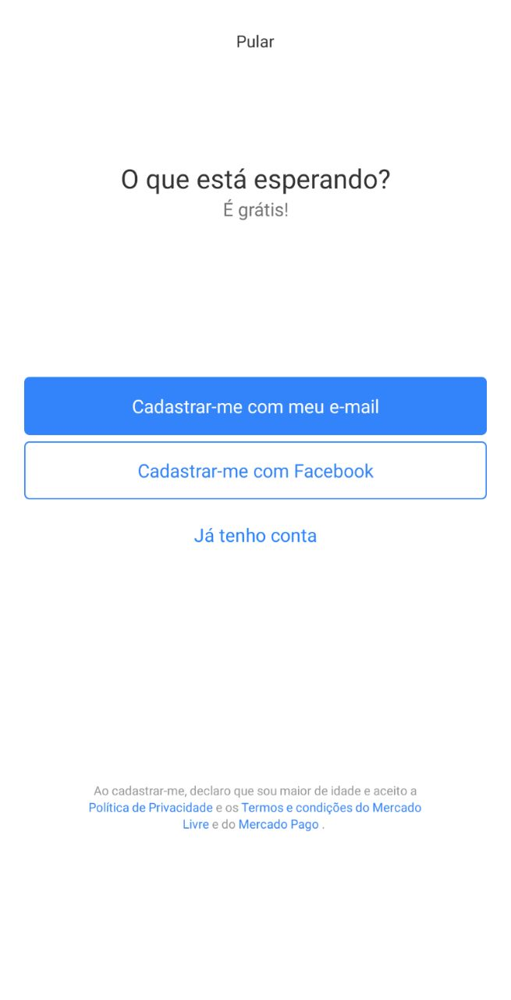 Pular
O que está esperando?
É grátis!
Cadastrar-me com meu e-mail
Cadastrar-me com Facebook
Já tenho conta
Ao cadastrar-me, declaro que sou maior de idade e aceito a
Política de Privacidade e os Termos e condições do Mercado
Livre e do Mercado Pago .